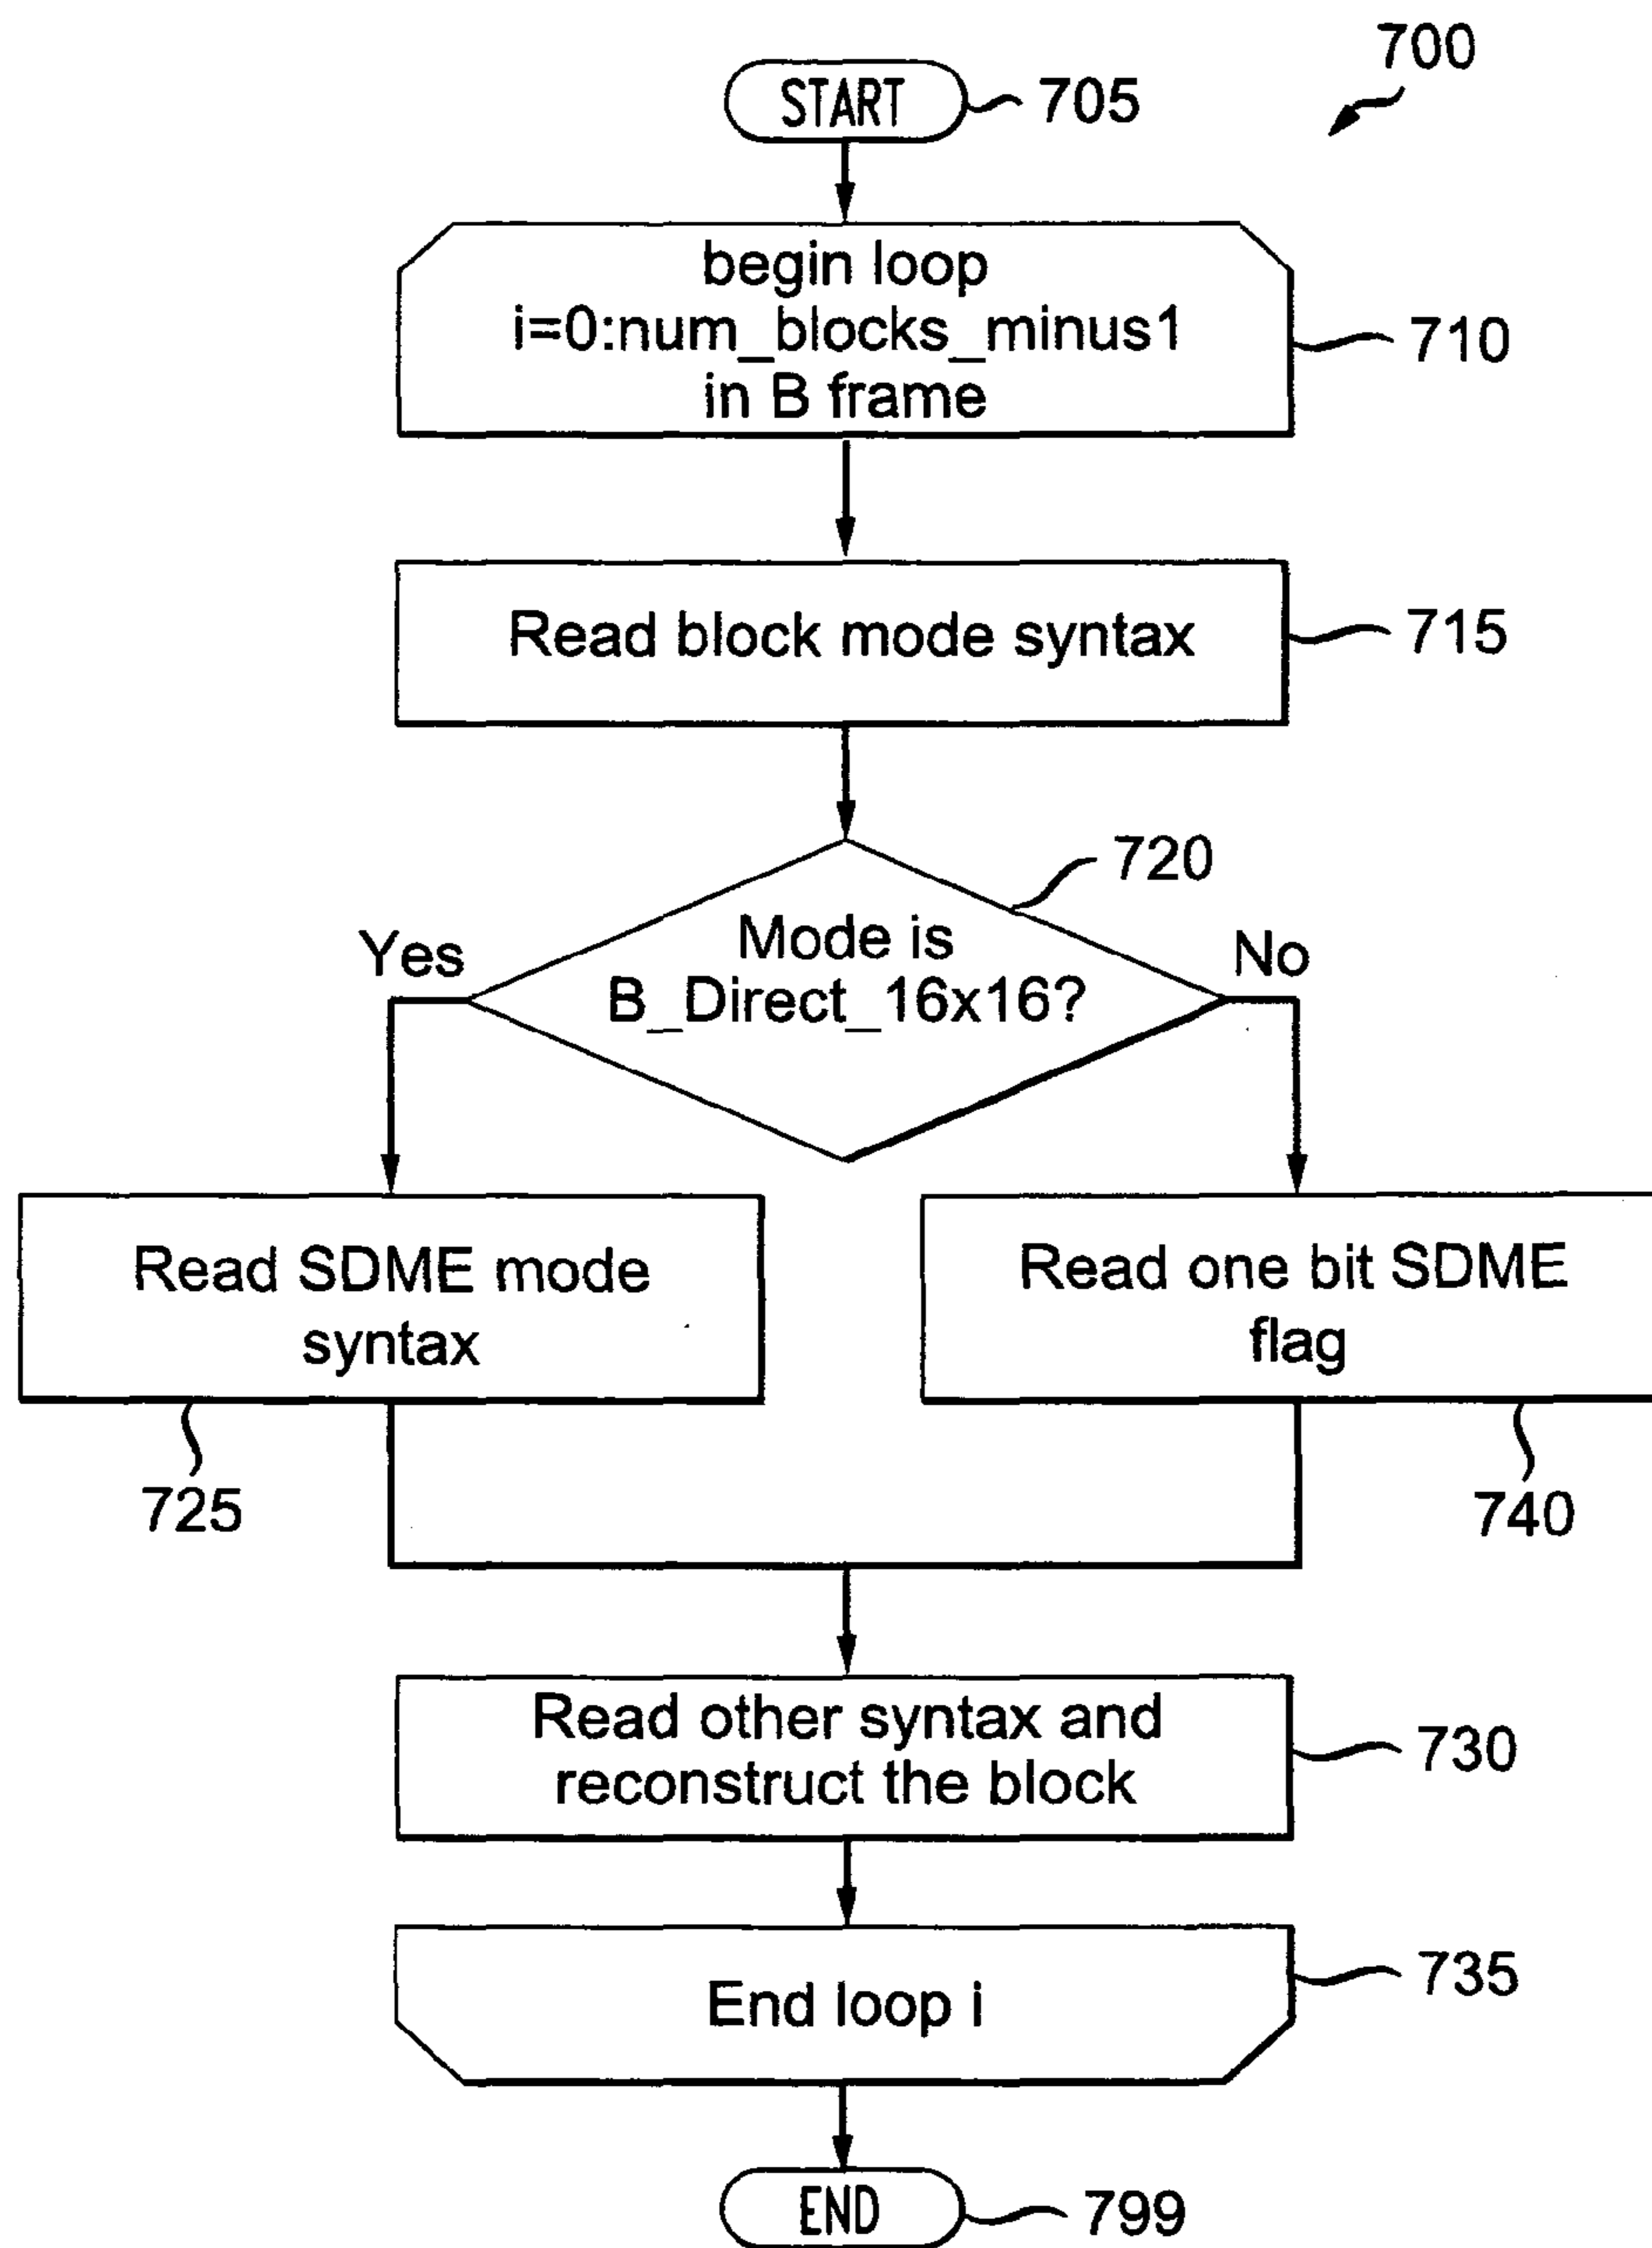 700
START
705
begin loop
i=0:num_blocks_minus1
in B frame
710
Read block mode syntax
715
720
Mode is
B_Direct_16x16?
Yes
No
Read SDME mode
syntax
Read one bit SDME
flag
725
740
Read other syntax and
reconstruct the block
730
End loop i
735
END
799